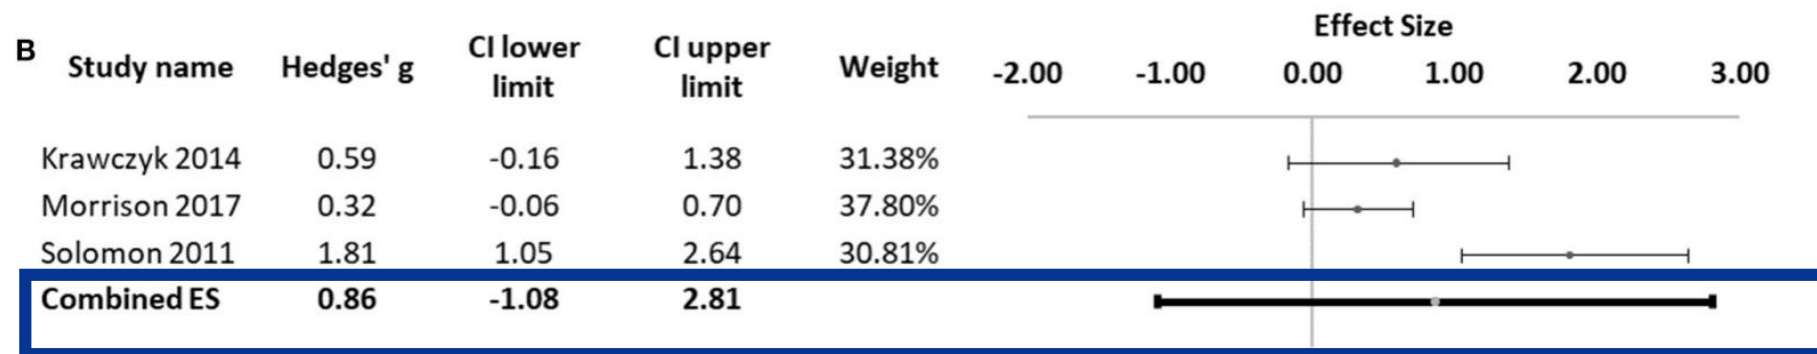 B
Effect Size
Study name Hedges' g CI lower limit CI upper limit Weight -2.00 -1.00 0.00 1.00 2.00 3.00
Krawczyk 2014 0.59 -0.16 1.38 31.38%
Morrison 2017 0.32 -0.06 0.70 37.80%
Solomon 2011 1.81 1.05 2.64 30.81%
Combined ES 0.86 -1.08 2.81